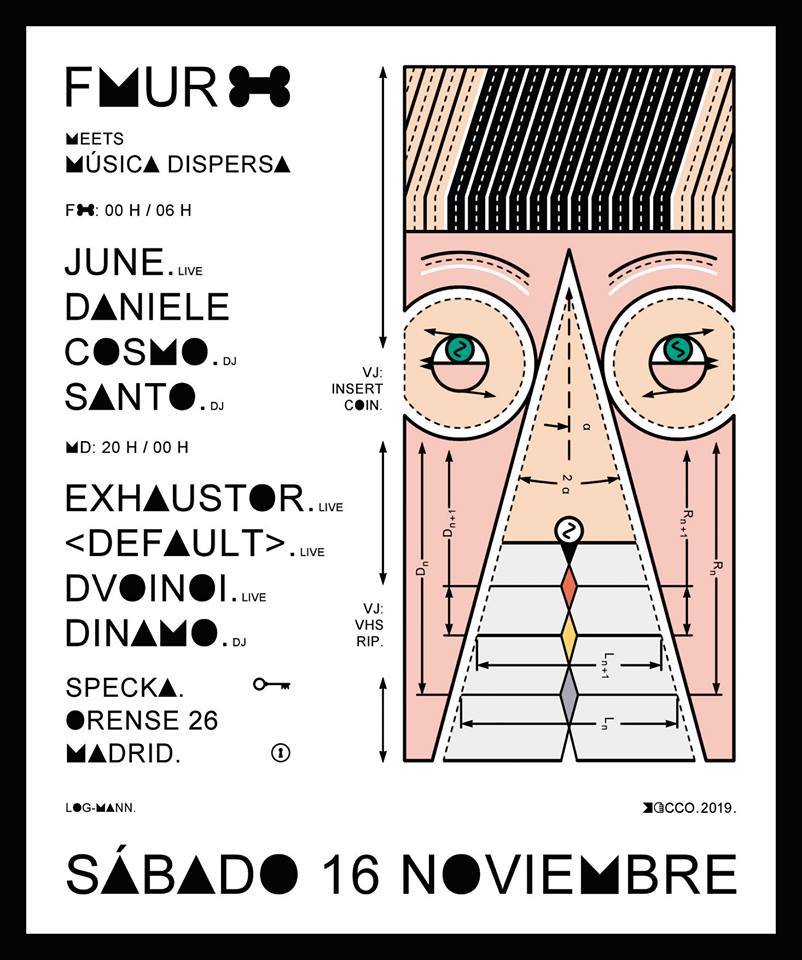 FMUR
MEETS
MÚSICA DISPERSA
F: 00 H / 06 H
JUNE. LIVE
DANIELE
COSMO. DJ
SANTO. DJ
VJ:
INSERT
COIN.
MD: 20 H / 00 H
EXHAUSTOR. LIVE
<DEFAULT>. LIVE
DVOINOI. LIVE
DINAMO. DJ
VJ:
VHS
RIP.
SPECKA.
ORENSE 26
MADRID.
α
2 α
Dn+1
Dn
Rn+1
Rn
Ln+1
Ln
LOG-MANN.
CCO.2019.
SÁBADO 16 NOVIEMBRE